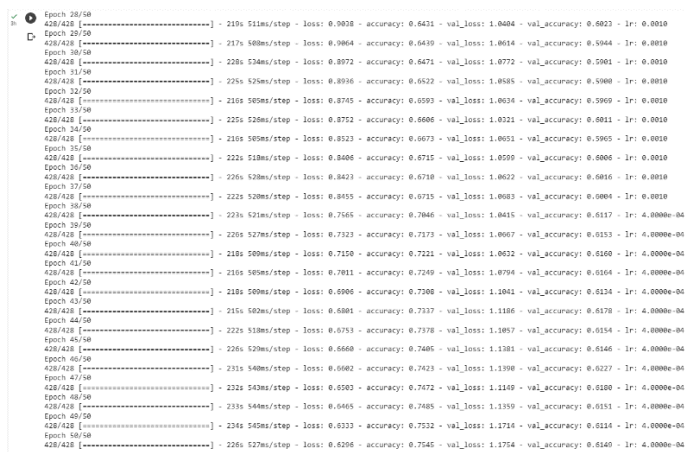 Epoch 28/50
428/428 [==============================] - 219s 511ms/step - loss: 0.9038 - accuracy: 0.6431 - val_loss: 1.0404 - val_accuracy: 0.6023 - lr: 0.0010
Epoch 29/50
428/428 [==============================] - 217s 508ms/step - loss: 0.9064 - accuracy: 0.6439 - val_loss: 1.0614 - val_accuracy: 0.5944 - lr: 0.0010
Epoch 30/50
428/428 [==============================] - 228s 534ms/step - loss: 0.8972 - accuracy: 0.6471 - val_loss: 1.0772 - val_accuracy: 0.5901 - lr: 0.0010
Epoch 31/50
428/428 [==============================] - 225s 525ms/step - loss: 0.8936 - accuracy: 0.6522 - val_loss: 1.0585 - val_accuracy: 0.5900 - lr: 0.0010
Epoch 32/50
428/428 [==============================] - 216s 505ms/step - loss: 0.8745 - accuracy: 0.6593 - val_loss: 1.0634 - val_accuracy: 0.5969 - lr: 0.0010
Epoch 33/50
428/428 [==============================] - 225s 526ms/step - loss: 0.8752 - accuracy: 0.6606 - val_loss: 1.0321 - val_accuracy: 0.6011 - lr: 0.0010
Epoch 34/50
428/428 [==============================] - 216s 505ms/step - loss: 0.8523 - accuracy: 0.6673 - val_loss: 1.0651 - val_accuracy: 0.5965 - lr: 0.0010
Epoch 35/50
428/428 [==============================] - 222s 518ms/step - loss: 0.8406 - accuracy: 0.6715 - val_loss: 1.0599 - val_accuracy: 0.6006 - lr: 0.0010
Epoch 36/50
428/428 [==============================] - 226s 528ms/step - loss: 0.8423 - accuracy: 0.6710 - val_loss: 1.0622 - val_accuracy: 0.6016 - lr: 0.0010
Epoch 37/50
428/428 [==============================] - 222s 520ms/step - loss: 0.8455 - accuracy: 0.6715 - val_loss: 1.0683 - val_accuracy: 0.6004 - lr: 0.0010
Epoch 38/50
428/428 [==============================] - 223s 521ms/step - loss: 0.7565 - accuracy: 0.7046 - val_loss: 1.0415 - val_accuracy: 0.6117 - lr: 4.0000e-04
Epoch 39/50
428/428 [==============================] - 226s 527ms/step - loss: 0.7323 - accuracy: 0.7173 - val_loss: 1.0667 - val_accuracy: 0.6153 - lr: 4.0000e-04
Epoch 40/50
428/428 [==============================] - 218s 509ms/step - loss: 0.7150 - accuracy: 0.7221 - val_loss: 1.0632 - val_accuracy: 0.6160 - lr: 4.0000e-04
Epoch 41/50
428/428 [==============================] - 216s 505ms/step - loss: 0.7011 - accuracy: 0.7249 - val_loss: 1.0794 - val_accuracy: 0.6164 - lr: 4.0000e-04
Epoch 42/50
428/428 [==============================] - 218s 509ms/step - loss: 0.6906 - accuracy: 0.7308 - val_loss: 1.1041 - val_accuracy: 0.6134 - lr: 4.0000e-04
Epoch 43/50
428/428 [==============================] - 215s 502ms/step - loss: 0.6801 - accuracy: 0.7337 - val_loss: 1.1186 - val_accuracy: 0.6178 - lr: 4.0000e-04
Epoch 44/50
428/428 [==============================] - 222s 518ms/step - loss: 0.6753 - accuracy: 0.7378 - val_loss: 1.1057 - val_accuracy: 0.6154 - lr: 4.0000e-04
Epoch 45/50
428/428 [==============================] - 226s 529ms/step - loss: 0.6660 - accuracy: 0.7405 - val_loss: 1.1381 - val_accuracy: 0.6146 - lr: 4.0000e-04
Epoch 46/50
428/428 [==============================] - 231s 540ms/step - loss: 0.6602 - accuracy: 0.7423 - val_loss: 1.1390 - val_accuracy: 0.6227 - lr: 4.0000e-04
Epoch 47/50
428/428 [==============================] - 232s 543ms/step - loss: 0.6503 - accuracy: 0.7472 - val_loss: 1.1149 - val_accuracy: 0.6180 - lr: 4.0000e-04
Epoch 48/50
428/428 [==============================] - 233s 544ms/step - loss: 0.6465 - accuracy: 0.7485 - val_loss: 1.1359 - val_accuracy: 0.6151 - lr: 4.0000e-04
Epoch 49/50
428/428 [==============================] - 234s 545ms/step - loss: 0.6333 - accuracy: 0.7532 - val_loss: 1.1714 - val_accuracy: 0.6114 - lr: 4.0000e-04
Epoch 50/50
428/428 [==============================] - 226s 527ms/step - loss: 0.6296 - accuracy: 0.7545 - val_loss: 1.1754 - val_accuracy: 0.6149 - lr: 4.0000e-04